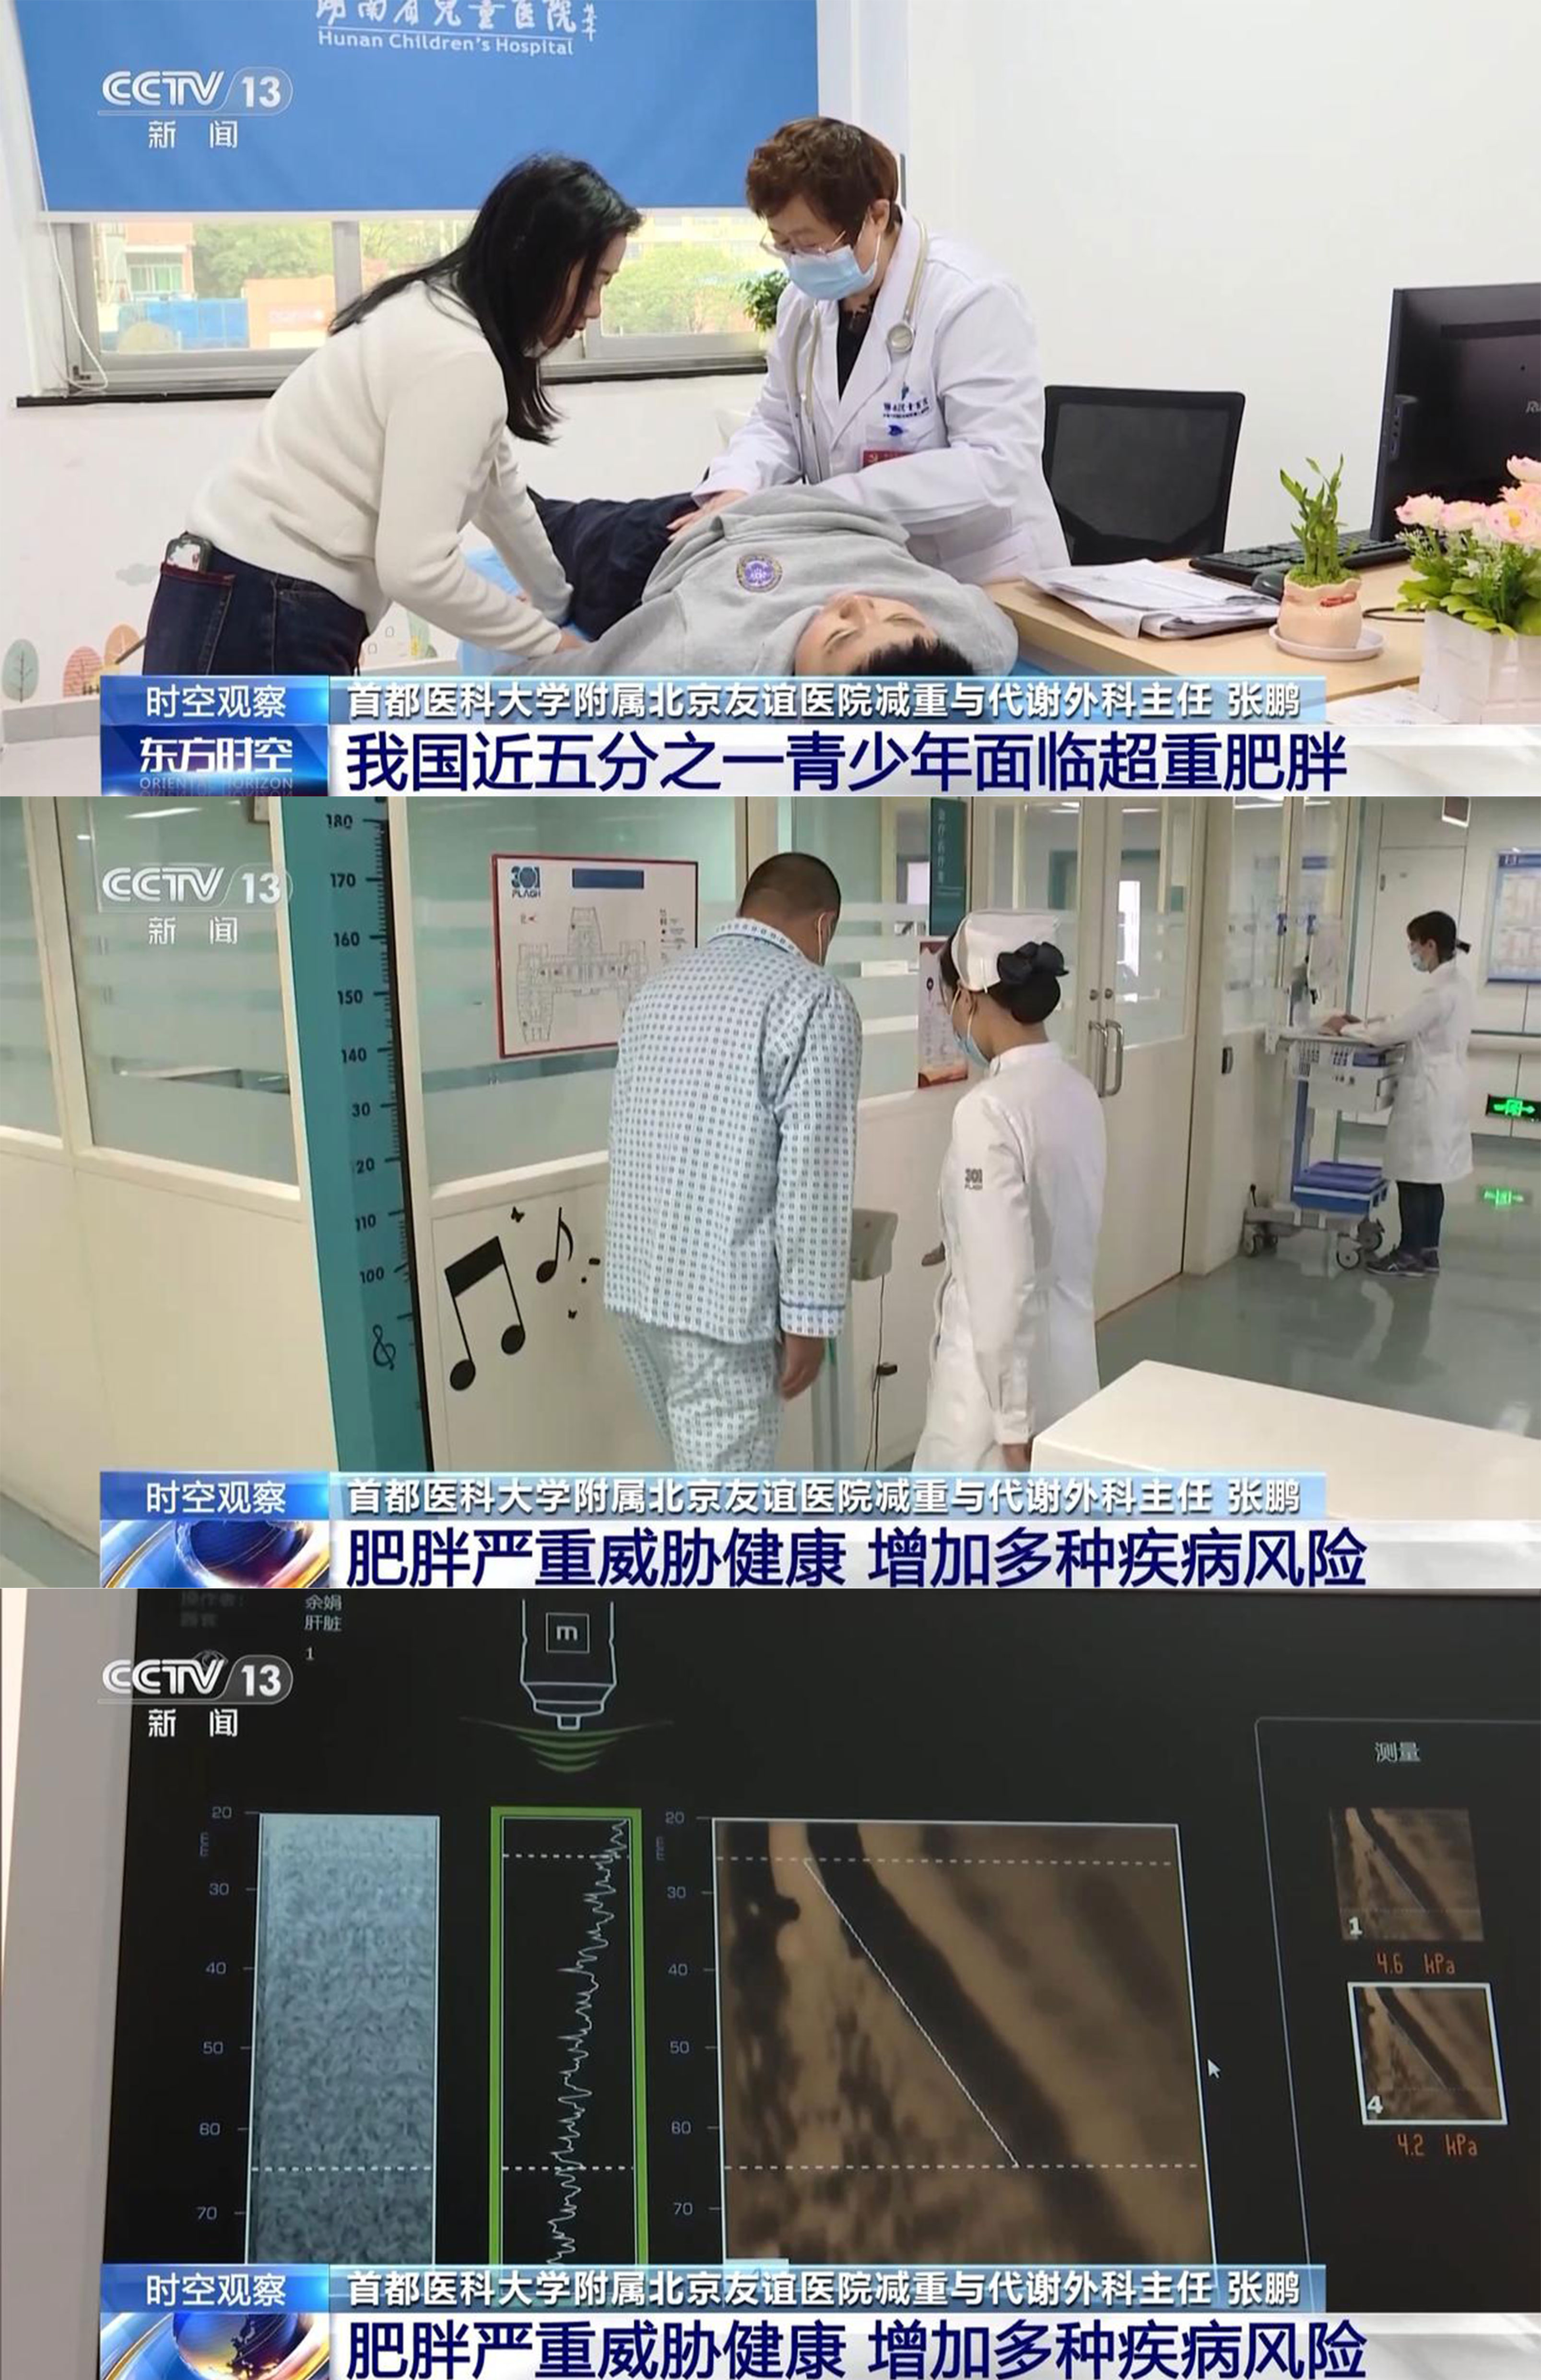 湖南省儿童医院
Hunan Children's Hospital
CCTV 13
新闻
时空观察
首都医科大学附属北京友谊医院减重与代谢外科主任 张鹏
东方时空
ORIENTAL HORIZON
我国近五分之一青少年面临超重肥胖
180
170
160
150
140
30
20
110
100
301
PLAGH
CCTV 13
新闻
301
PLAGH
时空观察
首都医科大学附属北京友谊医院减重与代谢外科主任 张鹏
肥胖严重威胁健康 增加多种疾病风险
操作者：
余娟
肝脏
1
m
CCTV 13
新闻
测量
20
30
40
50
60
70
20
30
40
50
60
70
1
4.6 kPa
4
4.2 kPa
时空观察
首都医科大学附属北京友谊医院减重与代谢外科主任 张鹏
肥胖严重威胁健康 增加多种疾病风险